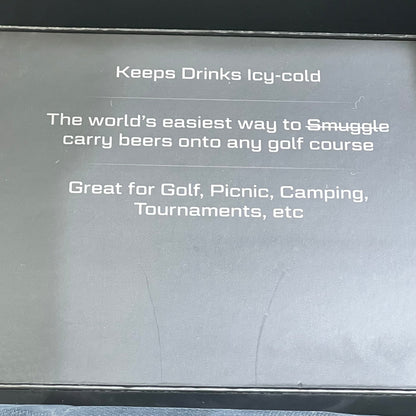 Keeps Drinks Icy-cold
The world's easiest way to Smuggle
carry beers onto any golf course
Great for Golf, Picnic, Camping,
Tournaments, etc